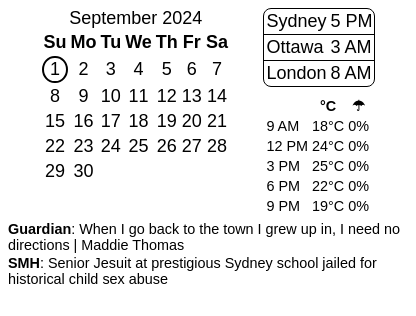 September 2024
Su Mo Tu We Th Fr Sa
1 2 3 4 5 6 7
8 9 10 11 12 13 14
15 16 17 18 19 20 21
22 23 24 25 26 27 28
29 30
Sydney 5 PM
Ottawa 3 AM
London 8 AM
°C ☂
9 AM 18°C 0%
12 PM 24°C 0%
3 PM 25°C 0%
6 PM 22°C 0%
9 PM 19°C 0%
Guardian: When I go back to the town I grew up in, I need no
directions | Maddie Thomas
SMH: Senior Jesuit at prestigious Sydney school jailed for
historical child sex abuse